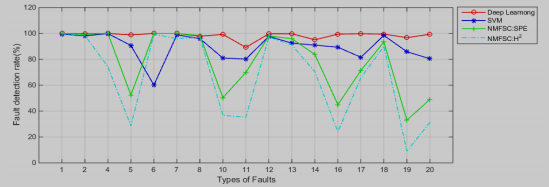 120
100
80
60
40
20
0
Fault detection rate(%)
1 2 4 5 6 7 8 10 11 12 13 14 15 16 17 18 19 20
Types of Faults
Deep Learnong
SVM
NMFSC:SPE
NMFSC:H²